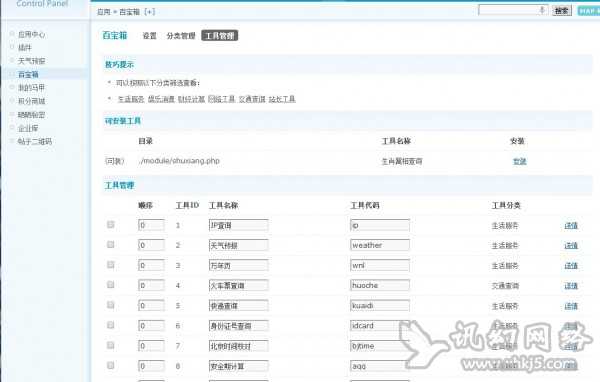 Control Panel
应用 » 百宝箱 [+]
搜索
MAP
应用中心
插件
天气预报
百宝箱
我的马甲
积分商城
晒晒秘密
企业库
帖子二维码
百宝箱 设置 分类管理 工具管理
技巧提示
可以按照以下分类筛选查看:
生活服务 娱乐消遣 财经计算 网络工具 交通查询 站长工具
可安装工具
目录 工具名称 安装
(可装) ./module/shuxiang.php 生肖属相查询 安装
工具管理
顺序 工具ID 工具名称 工具代码 工具分类
0 1 IP查询 ip 生活服务 详情
0 2 天气预报 weather 生活服务 详情
0 3 万年历 wnl 生活服务 详情
0 4 火车票查询 huoche 交通查询 详情
0 5 快递查询 kuaidi 生活服务 详情
0 6 身份证号查询 idcard 生活服务 详情
0 7 北京时间校对 bjtime 生活服务 详情
0 8 安全期计算 aqq 生活服务 详情
讯幻网络
www.xhkj5.com